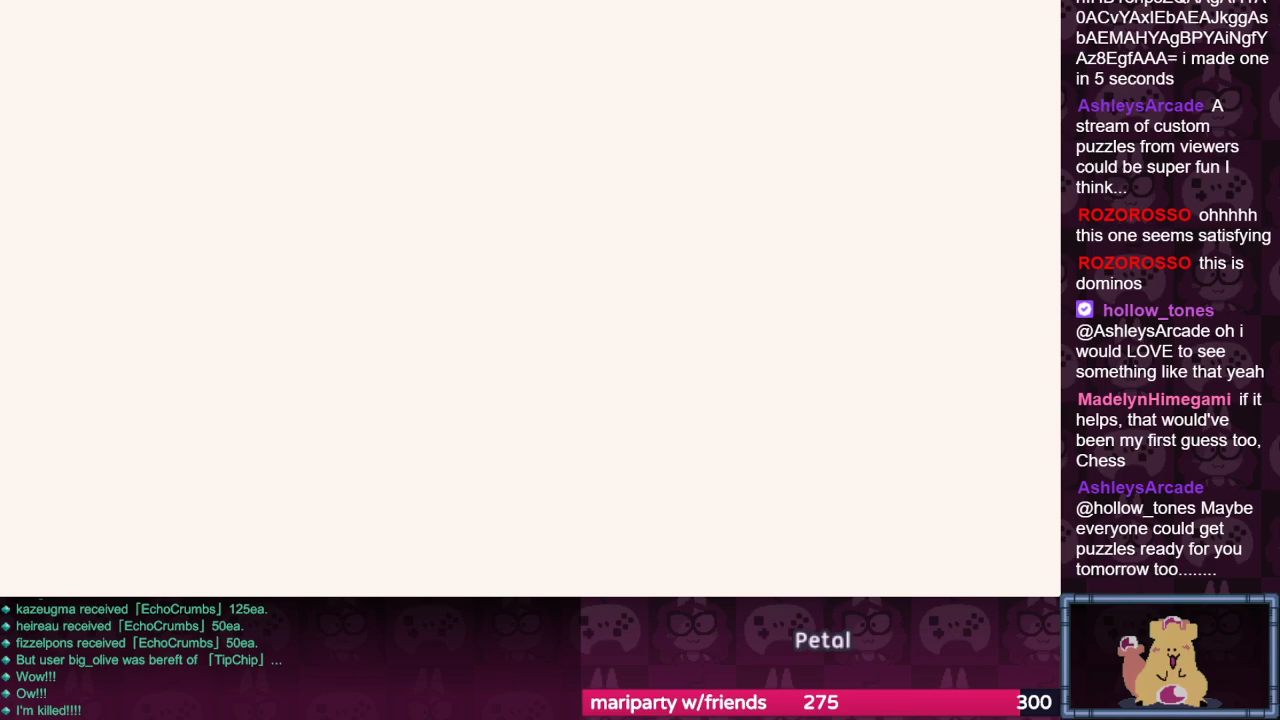 0ACvYAxIEbAEAJkggAs
bAEMAHYAgBPYAiNgfY
Az8EgfAAA= i made one
in 5 seconds
AshleysArcade A
stream of custom
puzzles from viewers
could be super fun I
think...
ROZOROSSO ohhhhh
this one seems satisfying
ROZOROSSO this is
dominos
hollow_tones
@AshleysArcade oh i
would LOVE to see
something like that yeah
MadelynHimegami if it
helps, that would've
been my first guess too,
Chess
AshleysArcade
@hollow_tones Maybe
everyone could get
puzzles ready for you
tomorrow too........
kazeugma received「EchoCrumbs」125ea.
heireau received「EchoCrumbs」50ea.
fizzelpons received「EchoCrumbs」50ea.
But user big_olive was bereft of 「TipChip」...
Wow!!!
Ow!!!
I'm killed!!!!
Petal
mariparty w/friends 275 300